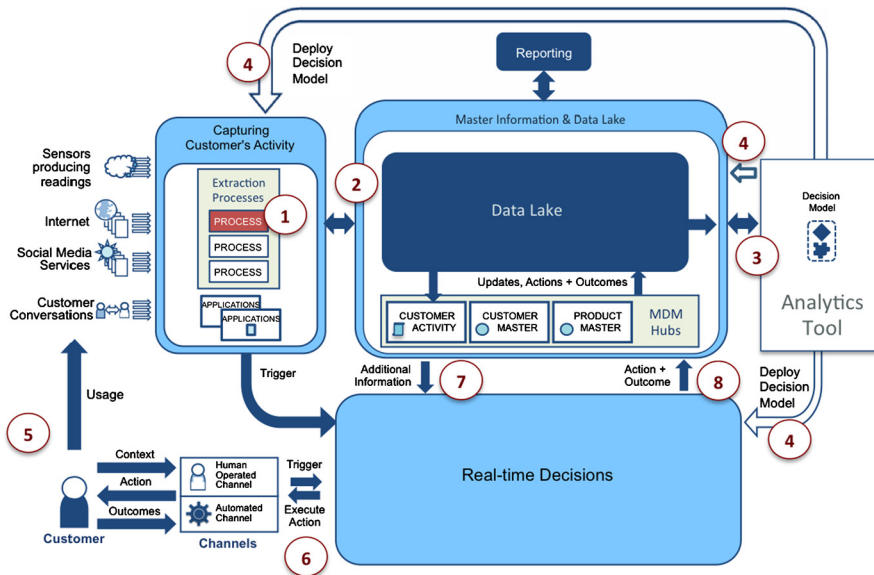 4
Deploy
Decision
Model
Reporting
Capturing
Customer's Activity
Master Information & Data Lake
Sensors
producing
readings
Internet
Social Media
Services
Customer
Conversations
Extraction
Processes
PROCESS
PROCESS
PROCESS
1
APPLICATIONS
APPLICATIONS
2
Data Lake
4
Decision
Model
3
Analytics
Tool
Updates, Actions + Outcomes
CUSTOMER
ACTIVITY
CUSTOMER
MASTER
PRODUCT
MASTER
MDM
Hubs
Trigger
Additional
Information
7
Action +
Outcome
8
Deploy
Decision
Model
4
Usage
5
Context
Action
Outcomes
Customer
Human
Operated
Channel
Automated
Channel
Channels
Trigger
Execute
Action
6
Real-time Decisions